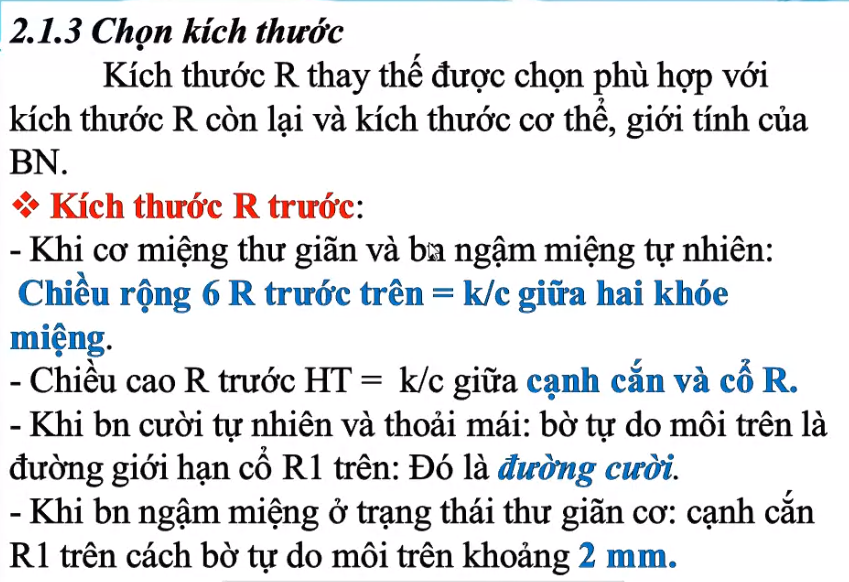 2.1.3 Chọn kích thước
Kích thước R thay thế được chọn phù hợp với
kích thước R còn lại và kích thước cơ thể, giới tính của
BN.
❖ Kích thước R trước:
- Khi cơ miệng thư giãn và bn ngậm miệng tự nhiên:
Chiều rộng 6 R trước trên = k/c giữa hai khóe
miệng.
- Chiều cao R trước HT = k/c giữa cạnh cắn và cổ R.
- Khi bn cười tự nhiên và thoải mái: bờ tự do môi trên là
đường giới hạn cổ R1 trên: Đó là đường cười.
- Khi bn ngậm miệng ở trạng thái thư giãn cơ: cạnh cắn
R1 trên cách bờ tự do môi trên khoảng 2 mm.